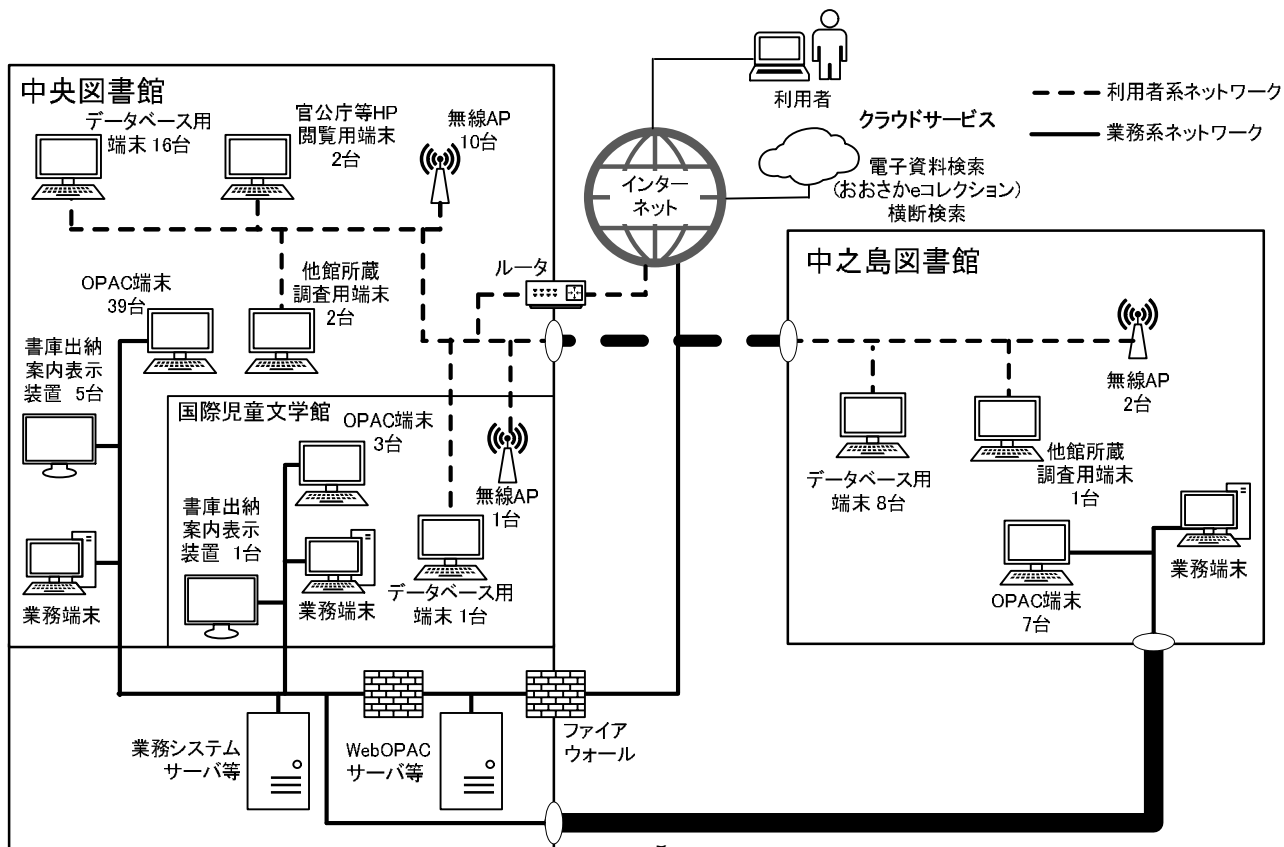 利用者
利用者系ネットワーク
業務系ネットワーク
クラウドサービス
電子資料検索
(おおさかeコレクション)
横断検索
インター
ネット
中央図書館
データベース用
端末 16台
官公庁等HP
閲覧用端末
2台
無線AP
10台
ルータ
OPAC端末
39台
他館所蔵
調査用端末
2台
書庫出納
案内表示
装置 5台
業務端末
国際児童文学館
OPAC端末
3台
無線AP
1台
書庫出納
案内表示
装置 1台
業務端末
データベース用
端末 1台
業務システム
サーバ等
WebOPAC
サーバ等
ファイア
ウォール
中之島図書館
無線AP
2台
データベース用
端末 8台
他館所蔵
調査用端末
1台
OPAC端末
7台
業務端末